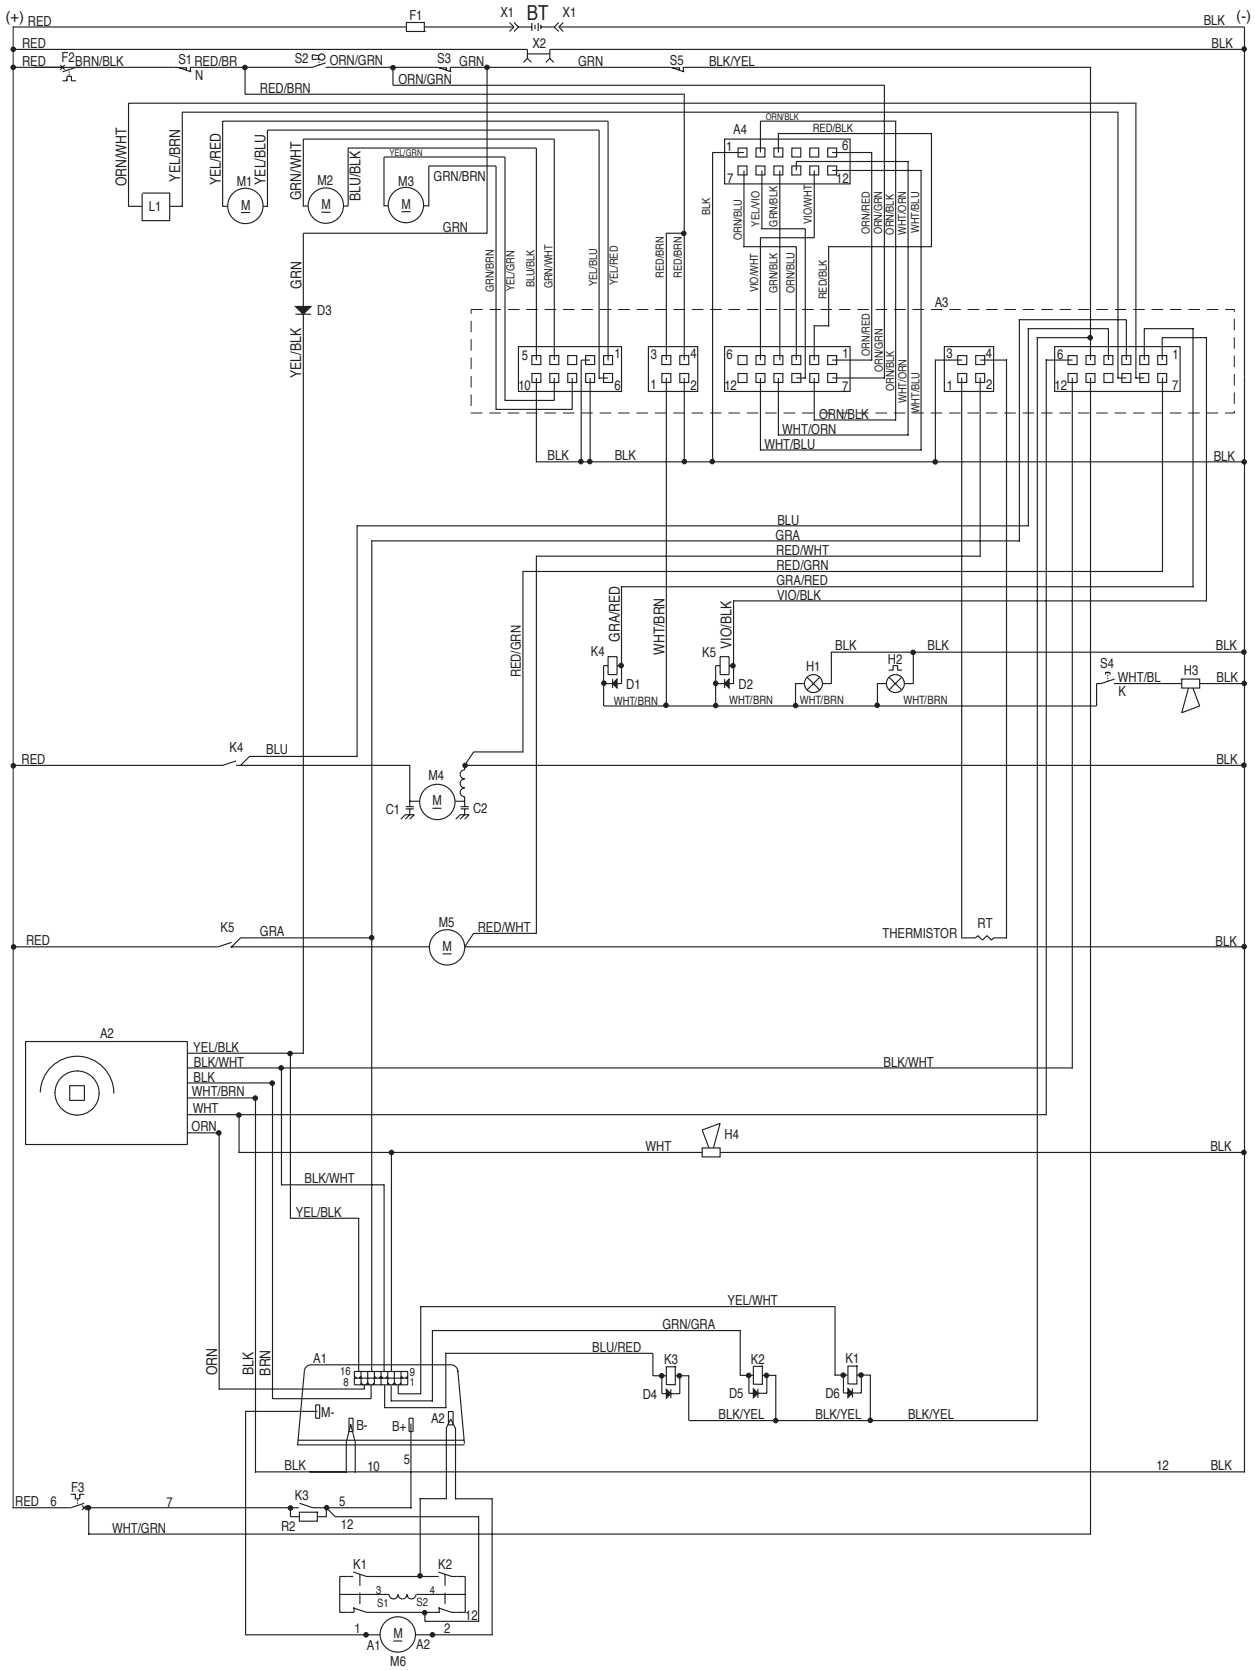 (+) RED F1 X1 BT X1 BLK (-)
RED X2 BLK
RED F2 BRN/BLK S1 RED/BR N S2 ORN/GRN S3 GRN GRN S5 BLK/YEL
RED/BRN ORN/GRN
ORN/WHT YEL/BRN YEL/RED YEL/BLU GRN/WHT BLU/BLK YEL/GRN GRN/BRN
L1 M1 M M2 M M3 M
GRN
A4 ORN/BLK RED/BLK
1 6
7 12
BLK ORN/BLU YEL/VIO GRN/BLK VIO/WHT ORN/RED ORN/GRN ORN/BLK WHT/ORN WHT/BLU
GRN D3 YEL/BLK
GRN/BRN YEL/GRN BLU/BLK GRN/WHT YEL/BLU YEL/RED RED/BRN RED/BRN VIO/WHT GRN/BLK ORN/BLU RED/BLK
A3
ORN/RED ORN/GRN ORN/BLK WHT/ORN WHT/BLU
5 1 3 4 6 1 3 4 6 1
10 6 1 2 12 7 1 2 12 7
ORN/BLK
WHT/ORN
WHT/BLU
BLK BLK BLK
BLU
GRA
RED/WHT
RED/GRN
GRA/RED
VIO/BLK
RED/GRN GRA/RED WHT/BRN VIO/BLK
K4 D1 K5 D2 H1 BLK H2 BLK BLK
S4 WHT/BL K H3 BLK
WHT/BRN WHT/BRN WHT/BRN WHT/BRN
RED K4 BLU BLK
M4 M C1 C2
RED K5 GRA M5 M RED/WHT THERMISTOR RT BLK
A2
YEL/BLK
BLK/WHT BLK/WHT
BLK
WHT/BRN
WHT
ORN
WHT H4 BLK
BLK/WHT
YEL/BLK
YEL/WHT
GRN/GRA
BLU/RED
ORN BLK BRN
A1 16 9
8 1
K3 K2 K1
D4 D5 D6
M- B- B+ A2
BLK/YEL BLK/YEL BLK/YEL
BLK 10 5 12 BLK
RED 6 F3 7 K3 5
R2 12
WHT/GRN
K1 K2
3 4
S1 S2
12
1 2
A1 M A2
M6